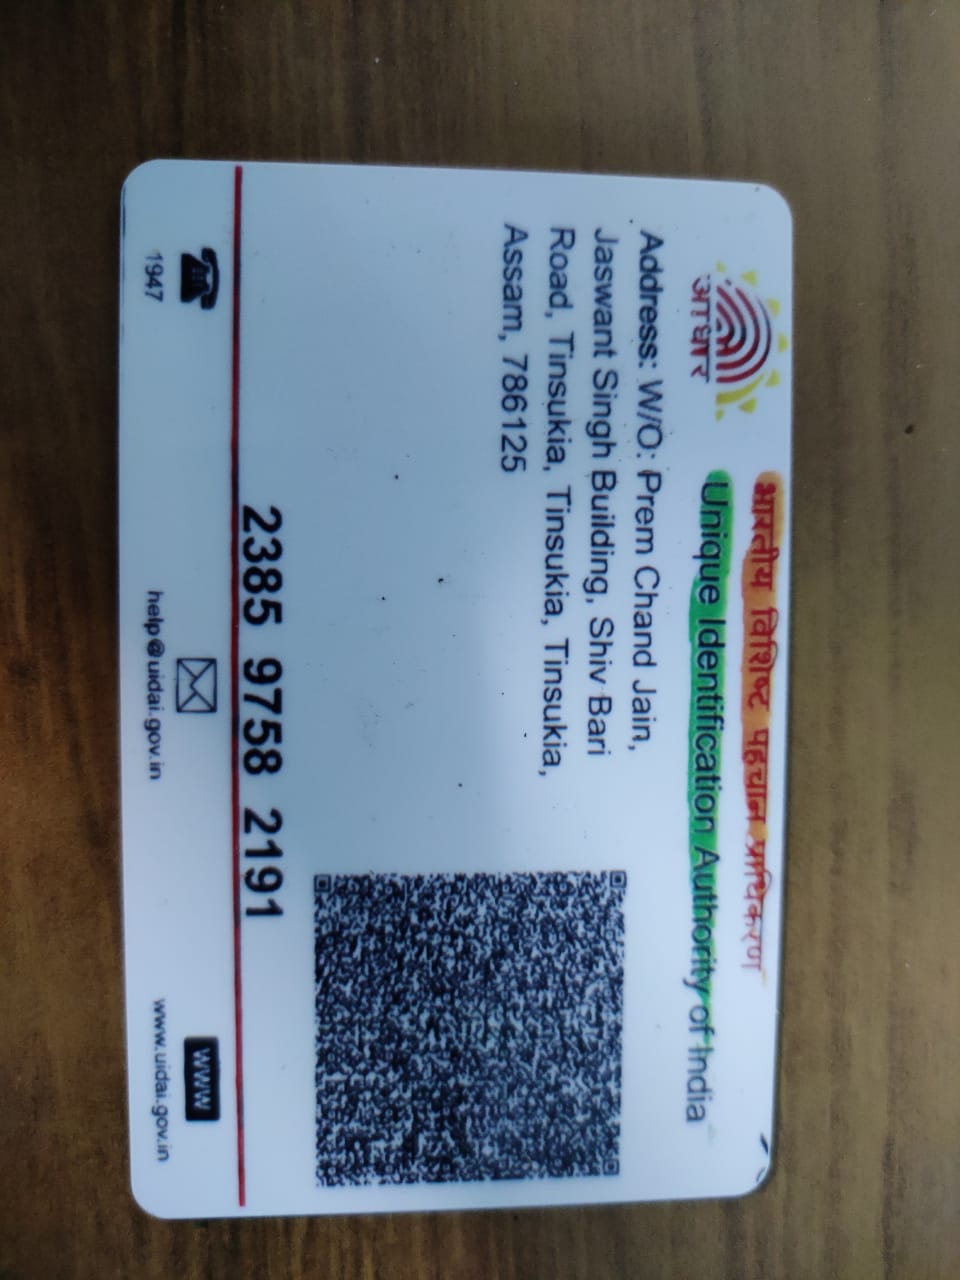 आधार
भारतीय विशिष्ट पहचान प्राधिकरण
Unique Identification Authority of India
Address: W/O: Prem Chand Jain,
Jaswant Singh Building, Shiv Bari
Road, Tinsukia, Tinsukia, Tinsukia,
Assam, 786125
2385 9758 2191
1947
help@uidai.gov.in
WWW
www.uidai.gov.in